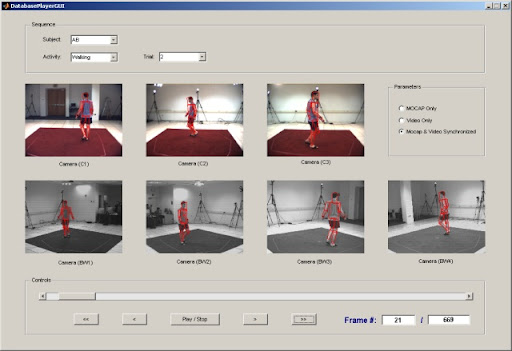 DatabasePlayerGUI
Sequence
Subject: AB
Activity: Walking Trial: 2
Parameters
MOCAP Only
Video Only
Mocap & Video Synchronized
Camera (C1) Camera (C2) Camera (C3)
Camera (BW1) Camera (BW2) Camera (BW3) Camera (BW4)
Controls
<< < Play / Stop > >> Frame #: 21 / 669